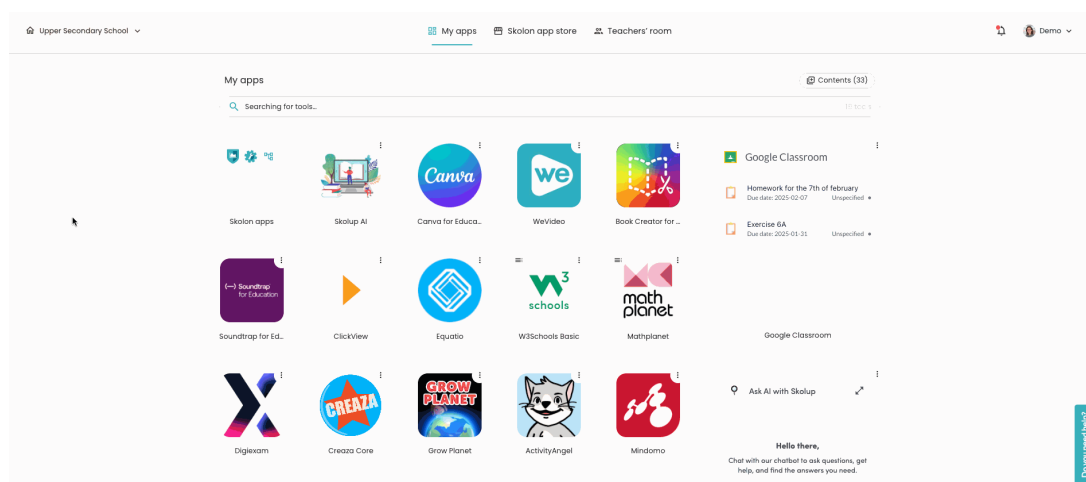 Upper Secondary School
My apps
Skolon app store
Teachers' room
Demo
My apps
Contents (33)
Searching for tools...
Skolon apps
Skolup AI
Canva
Canva for Educa...
we
WeVideo
Book Creator for ...
Google Classroom
Homework for the 7th of february
Due date: 2025-02-07 Unspecified
Exercise 6A
Due date: 2025-01-31 Unspecified
Google Classroom
Soundtrap
for Education
Soundtrap for Ed...
ClickView
Equatio
W3
schools
W3Schools Basic
math
planet
Mathplanet
Digiexam
CREAZA
Creaza Core
GROW
PLANET
Grow Planet
ActivityAngel
Mindomo
Ask AI with Skolup
Hello there,
Chat with our chatbot to ask questions, get
help, and find the answers you need.
Do you need help?